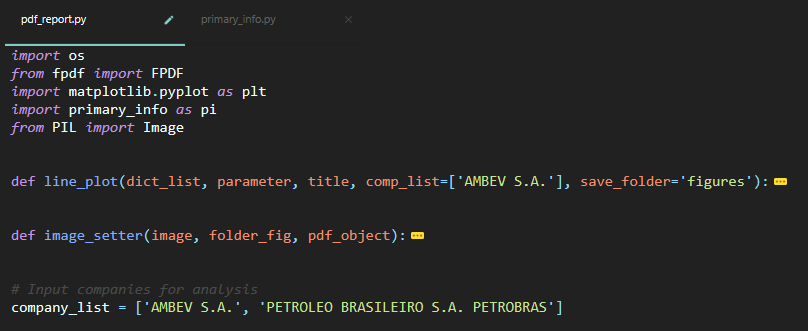 pdf_report.py
primary_info.py ×
import os
from fpdf import FPDF
import matplotlib.pyplot as plt
import primary_info as pi
from PIL import Image
def line_plot(dict_list, parameter, title, comp_list=['AMBEV S.A.'], save_folder='figures'):
def image_setter(image, folder_fig, pdf_object):
# Input companies for analysis
company_list = ['AMBEV S.A.', 'PETROLEO BRASILEIRO S.A. PETROBRAS']